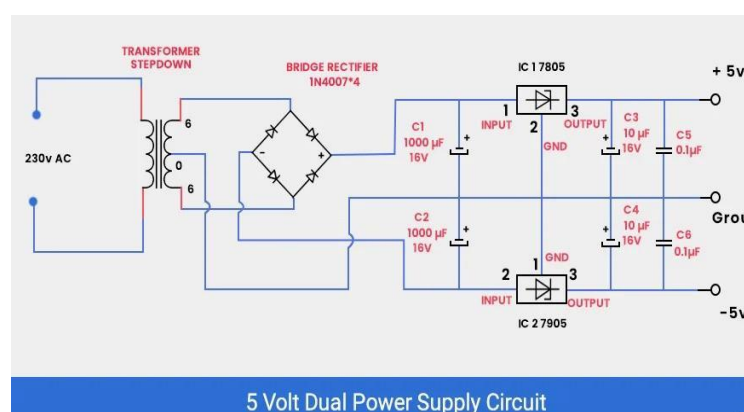 TRANSFORMER
STEPDOWN
BRIDGE RECTIFIER
1N4007*4
IC 1 7805
+ 5v
6
0
6
230v AC
-
+
1
3
INPUT
2
OUTPUT
GND
C1
1000 µF
16V
+
C3
10 µF
16V
+
C5
0.1µF
Grou
C2
1000 µF
16V
+
C4
10 µF
16V
+
C6
0.1µF
1
GND
2
3
INPUT
OUTPUT
-5v
IC 2 7905
5 Volt Dual Power Supply Circuit